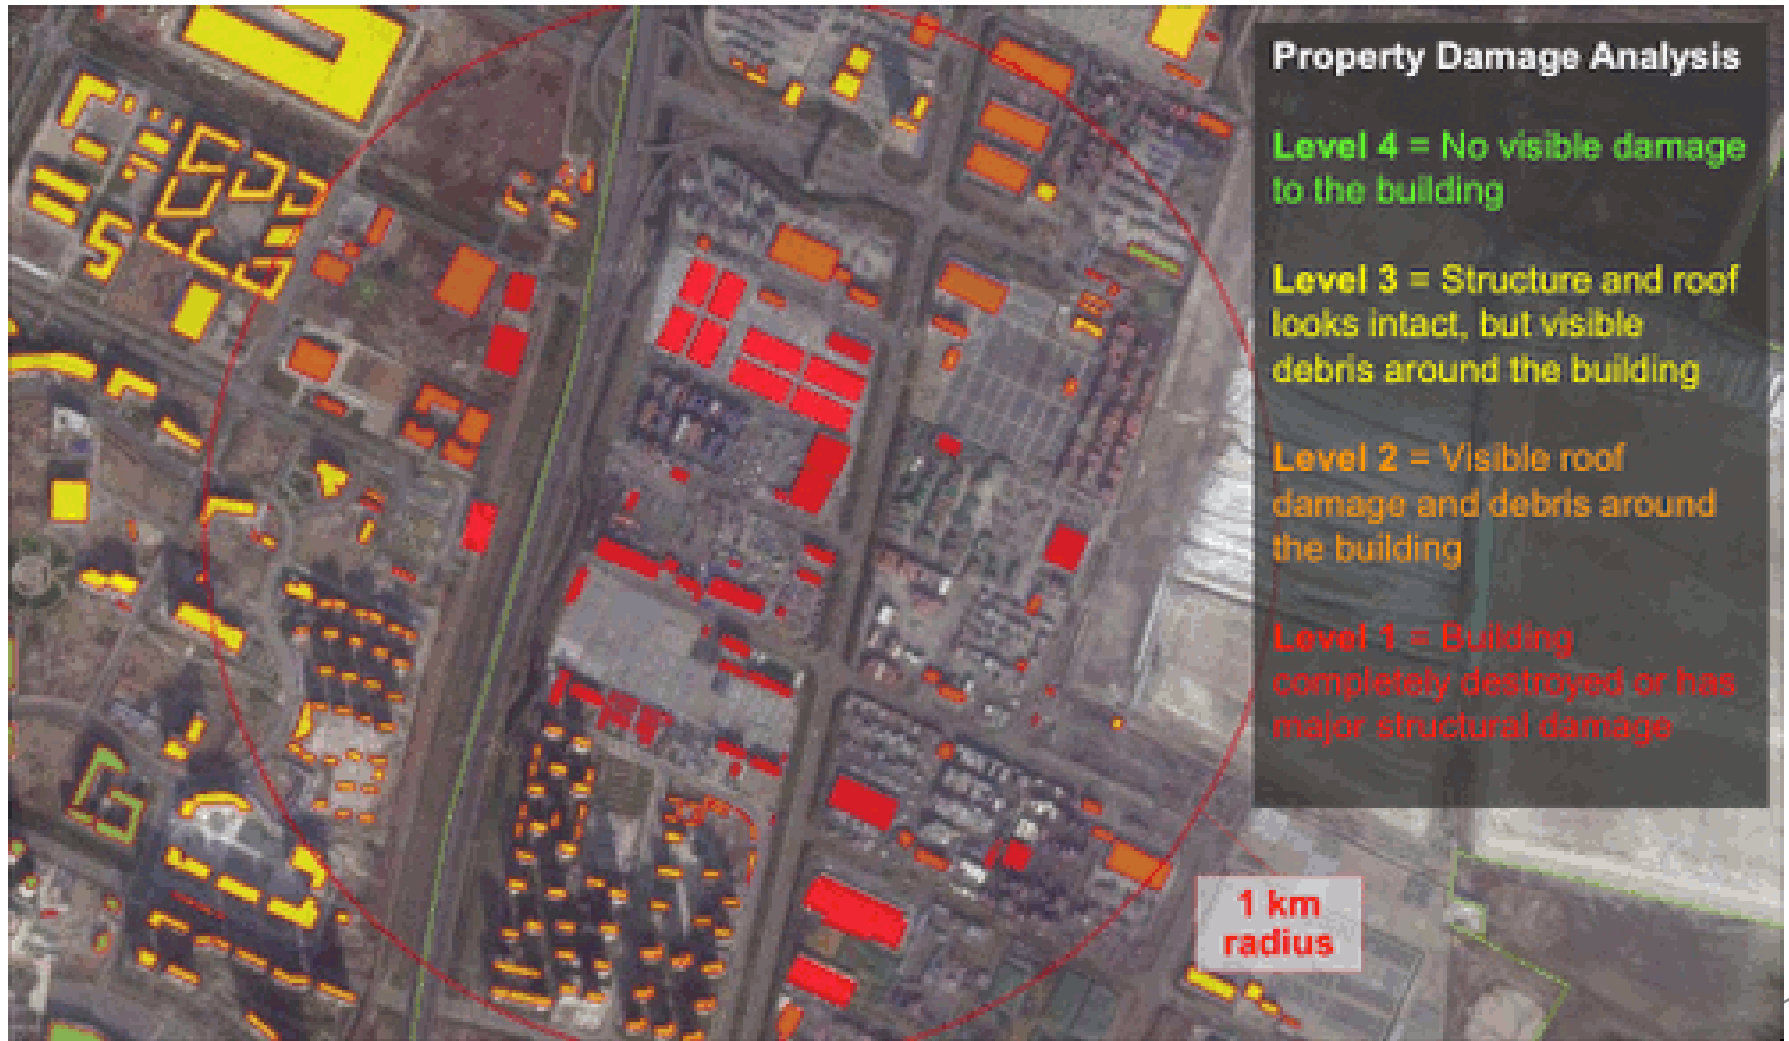 Property Damage Analysis
Level 4 = No visible damage
to the building
Level 3 = Structure and roof
looks intact, but visible
debris around the building
Level 2 = Visible roof
damage and debris around
the building
Level 1 = Building
completely destroyed or has
major structural damage
1 km
radius